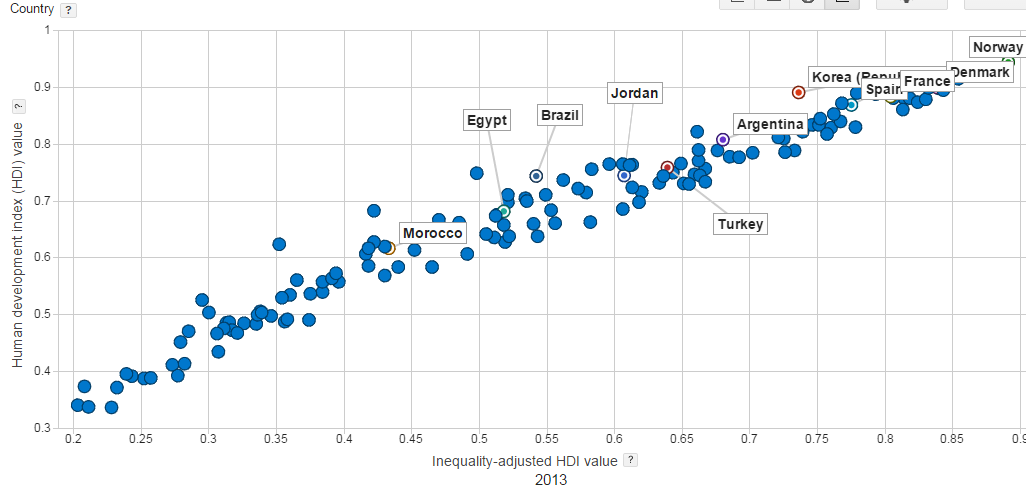 Country ?
Norway
Denmark
Korea (Republ
France
Spain
Jordan
Brazil
Egypt
Argentina
Turkey
Morocco
Human development index (HDI) value ?
1
0.9
0.8
0.7
0.6
0.5
0.4
0.3
0.2 0.25 0.3 0.35 0.4 0.45 0.5 0.55 0.6 0.65 0.7 0.75 0.8 0.85 0.9
Inequality-adjusted HDI value ?
2013